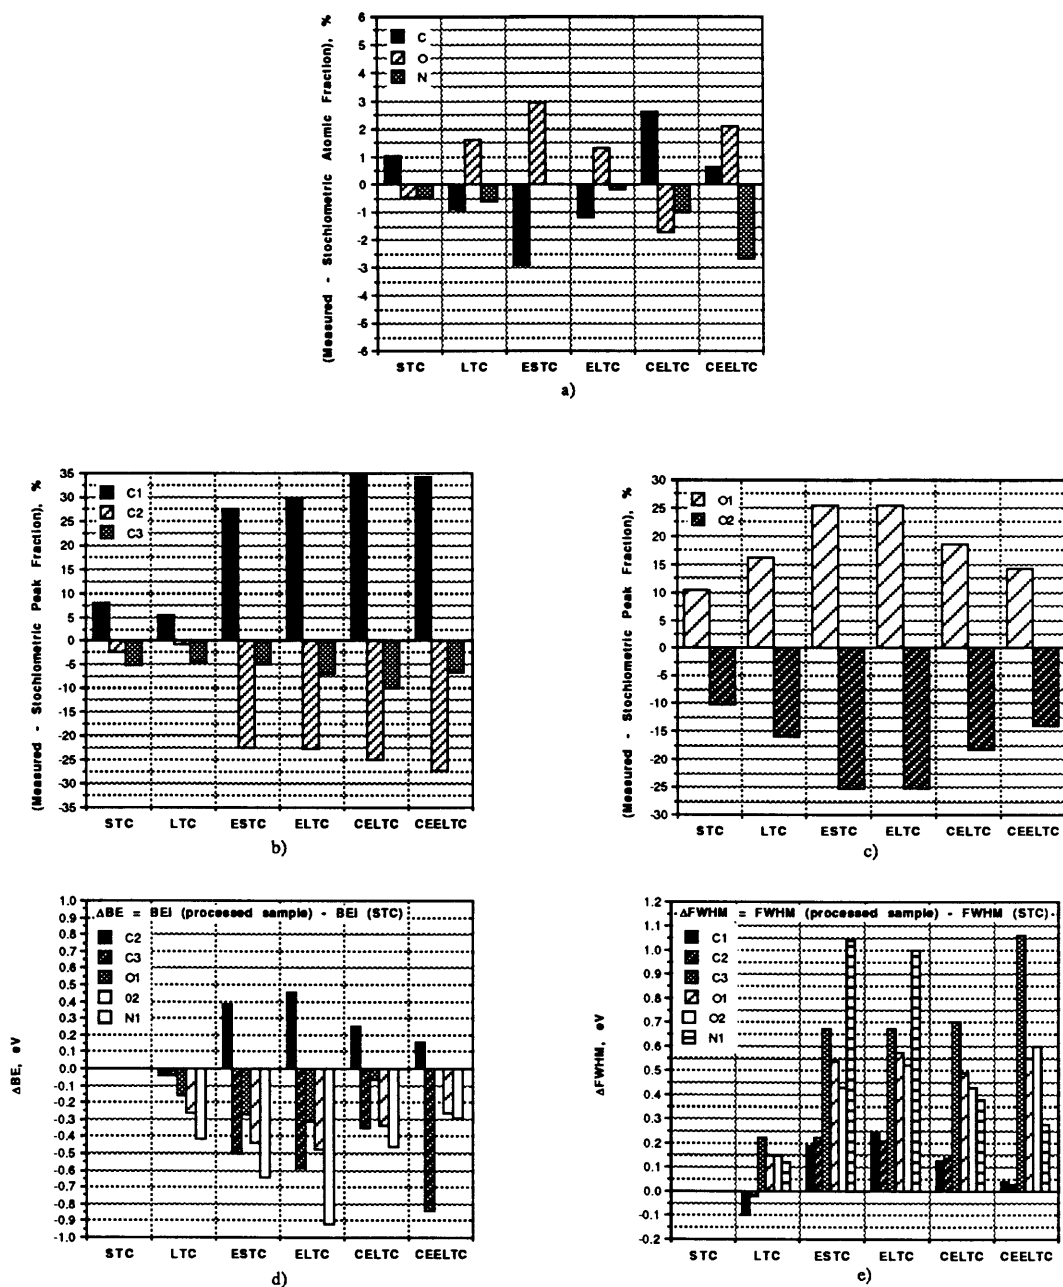 (Measured - Stochiometric Atomic Fraction), %
6
5
4
3
2
1
0
-1
-2
-3
-4
-5
-6
C
O
N
STC LTC ESTC ELTC CELTC CEELTC
a)
(Measured - Stochiometric Peak Fraction), %
35
30
25
20
15
10
5
0
-5
-10
-15
-20
-25
-30
-35
C1
C2
C3
STC LTC ESTC ELTC CELTC CEELTC
b)
(Measured - Stochiometric Peak Fraction), %
30
25
20
15
10
5
0
-5
-10
-15
-20
-25
-30
O1
O2
STC LTC ESTC ELTC CELTC CEELTC
c)
ΔBE, eV
1.0
0.9
0.8
0.7
0.6
0.5
0.4
0.3
0.2
0.1
0.0
-0.1
-0.2
-0.3
-0.4
-0.5
-0.6
-0.7
-0.8
-0.9
-1.0
ΔBE = BEi (processed sample) - BEi (STC)
C2
C3
O1
02
N1
STC LTC ESTC ELTC CELTC CEELTC
d)
ΔFWHM, eV
1.2
1.1
1.0
0.9
0.8
0.7
0.6
0.5
0.4
0.3
0.2
0.1
0.0
-0.1
-0.2
ΔFWHM = FWHM (processed sample) - FWHM (STC)
C1
C2
C3
O1
O2
N1
STC LTC ESTC ELTC CELTC CEELTC
e)